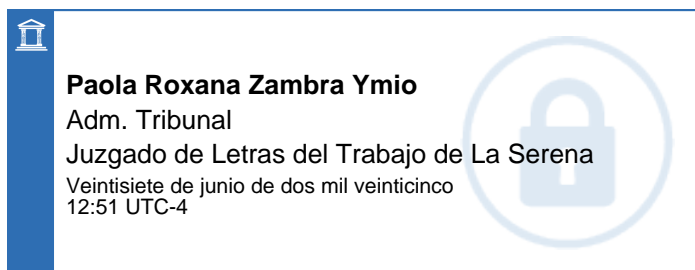 Paola Roxana Zambra Ymio
Adm. Tribunal
Juzgado de Letras del Trabajo de La Serena
Veintisiete de junio de dos mil veinticinco
12:51 UTC-4